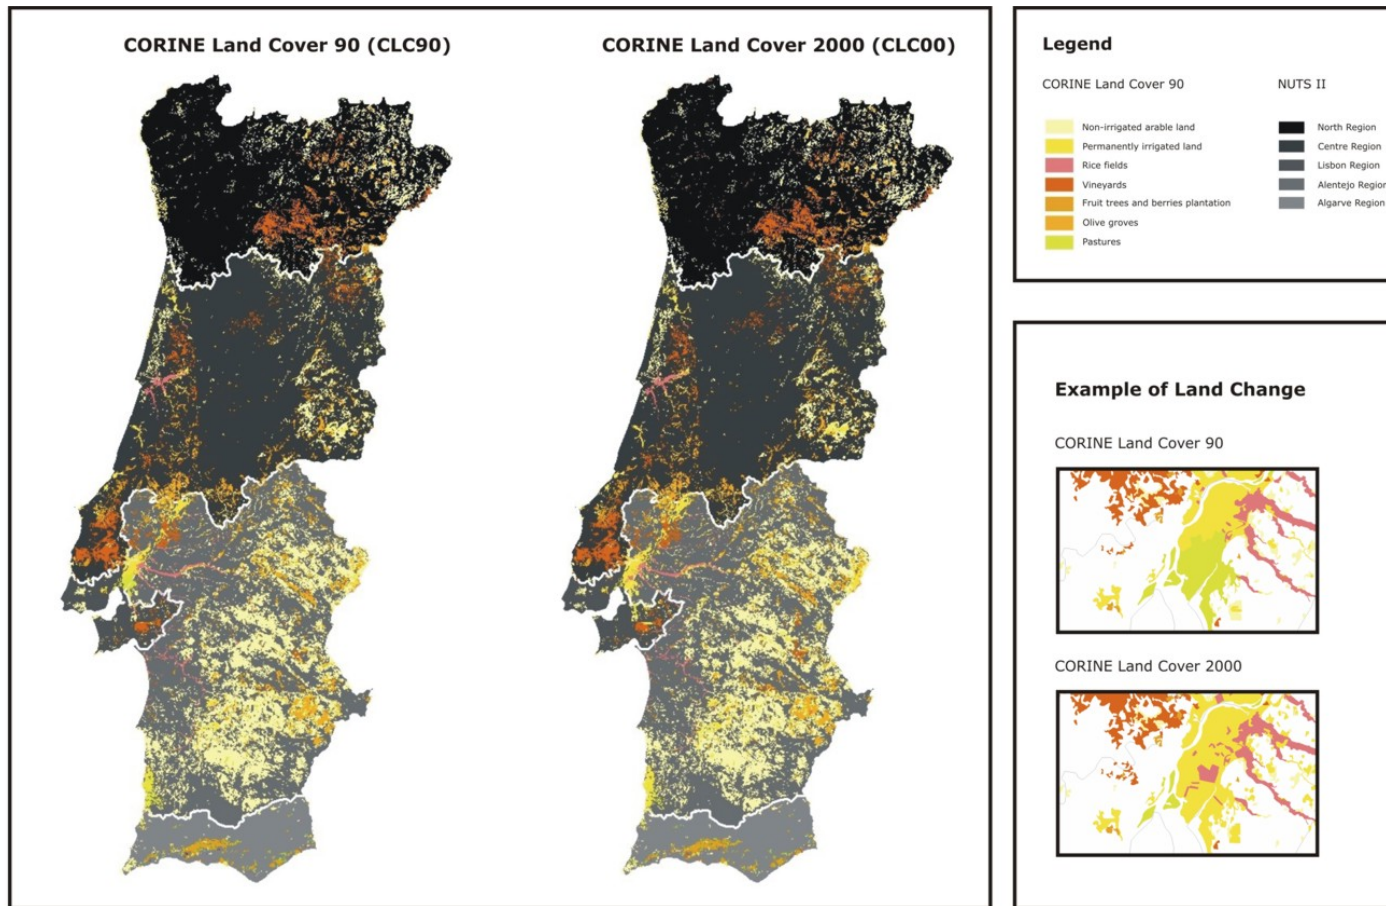 CORINE Land Cover 90 (CLC90)
CORINE Land Cover 2000 (CLC00)
Legend
CORINE Land Cover 90
Non-irrigated arable land
Permanently irrigated land
Rice fields
Vineyards
Fruit trees and berries plantation
Olive groves
Pastures
NUTS II
North Region
Centre Region
Lisbon Region
Alentejo Region
Algarve Region
Example of Land Change
CORINE Land Cover 90
CORINE Land Cover 2000